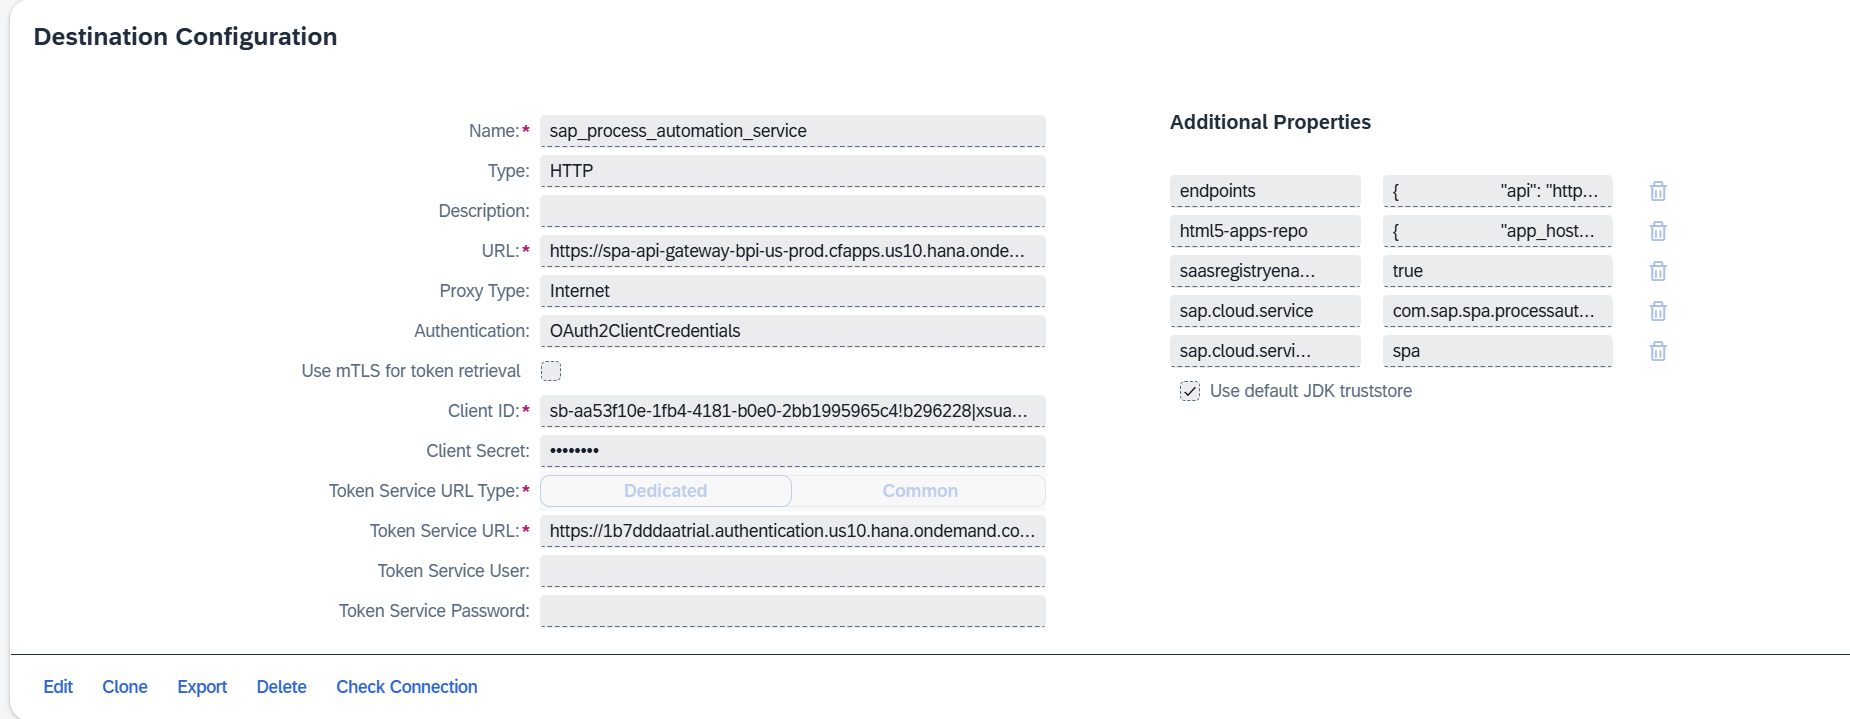 Destination Configuration
Name:* sap_process_automation_service
Type: HTTP
Description:
URL:* https://spa-api-gateway-bpi-us-prod.cfapps.us10.hana.onde...
Proxy Type: Internet
Authentication: OAuth2ClientCredentials
Use mTLS for token retrieval
Client ID:* sb-aa53f10e-1fb4-4181-b0e0-2bb1995965c4!b296228|xsua...
Client Secret: ••••••••
Token Service URL Type:* Dedicated Common
Token Service URL:* https://1b7dddaatrial.authentication.us10.hana.ondemand.co...
Token Service User:
Token Service Password:
Additional Properties
endpoints { "api": "http...
html5-apps-repo { "app_host...
saasregistryena... true
sap.cloud.service com.sap.spa.processaut...
sap.cloud.servi... spa
Use default JDK truststore
Edit Clone Export Delete Check Connection